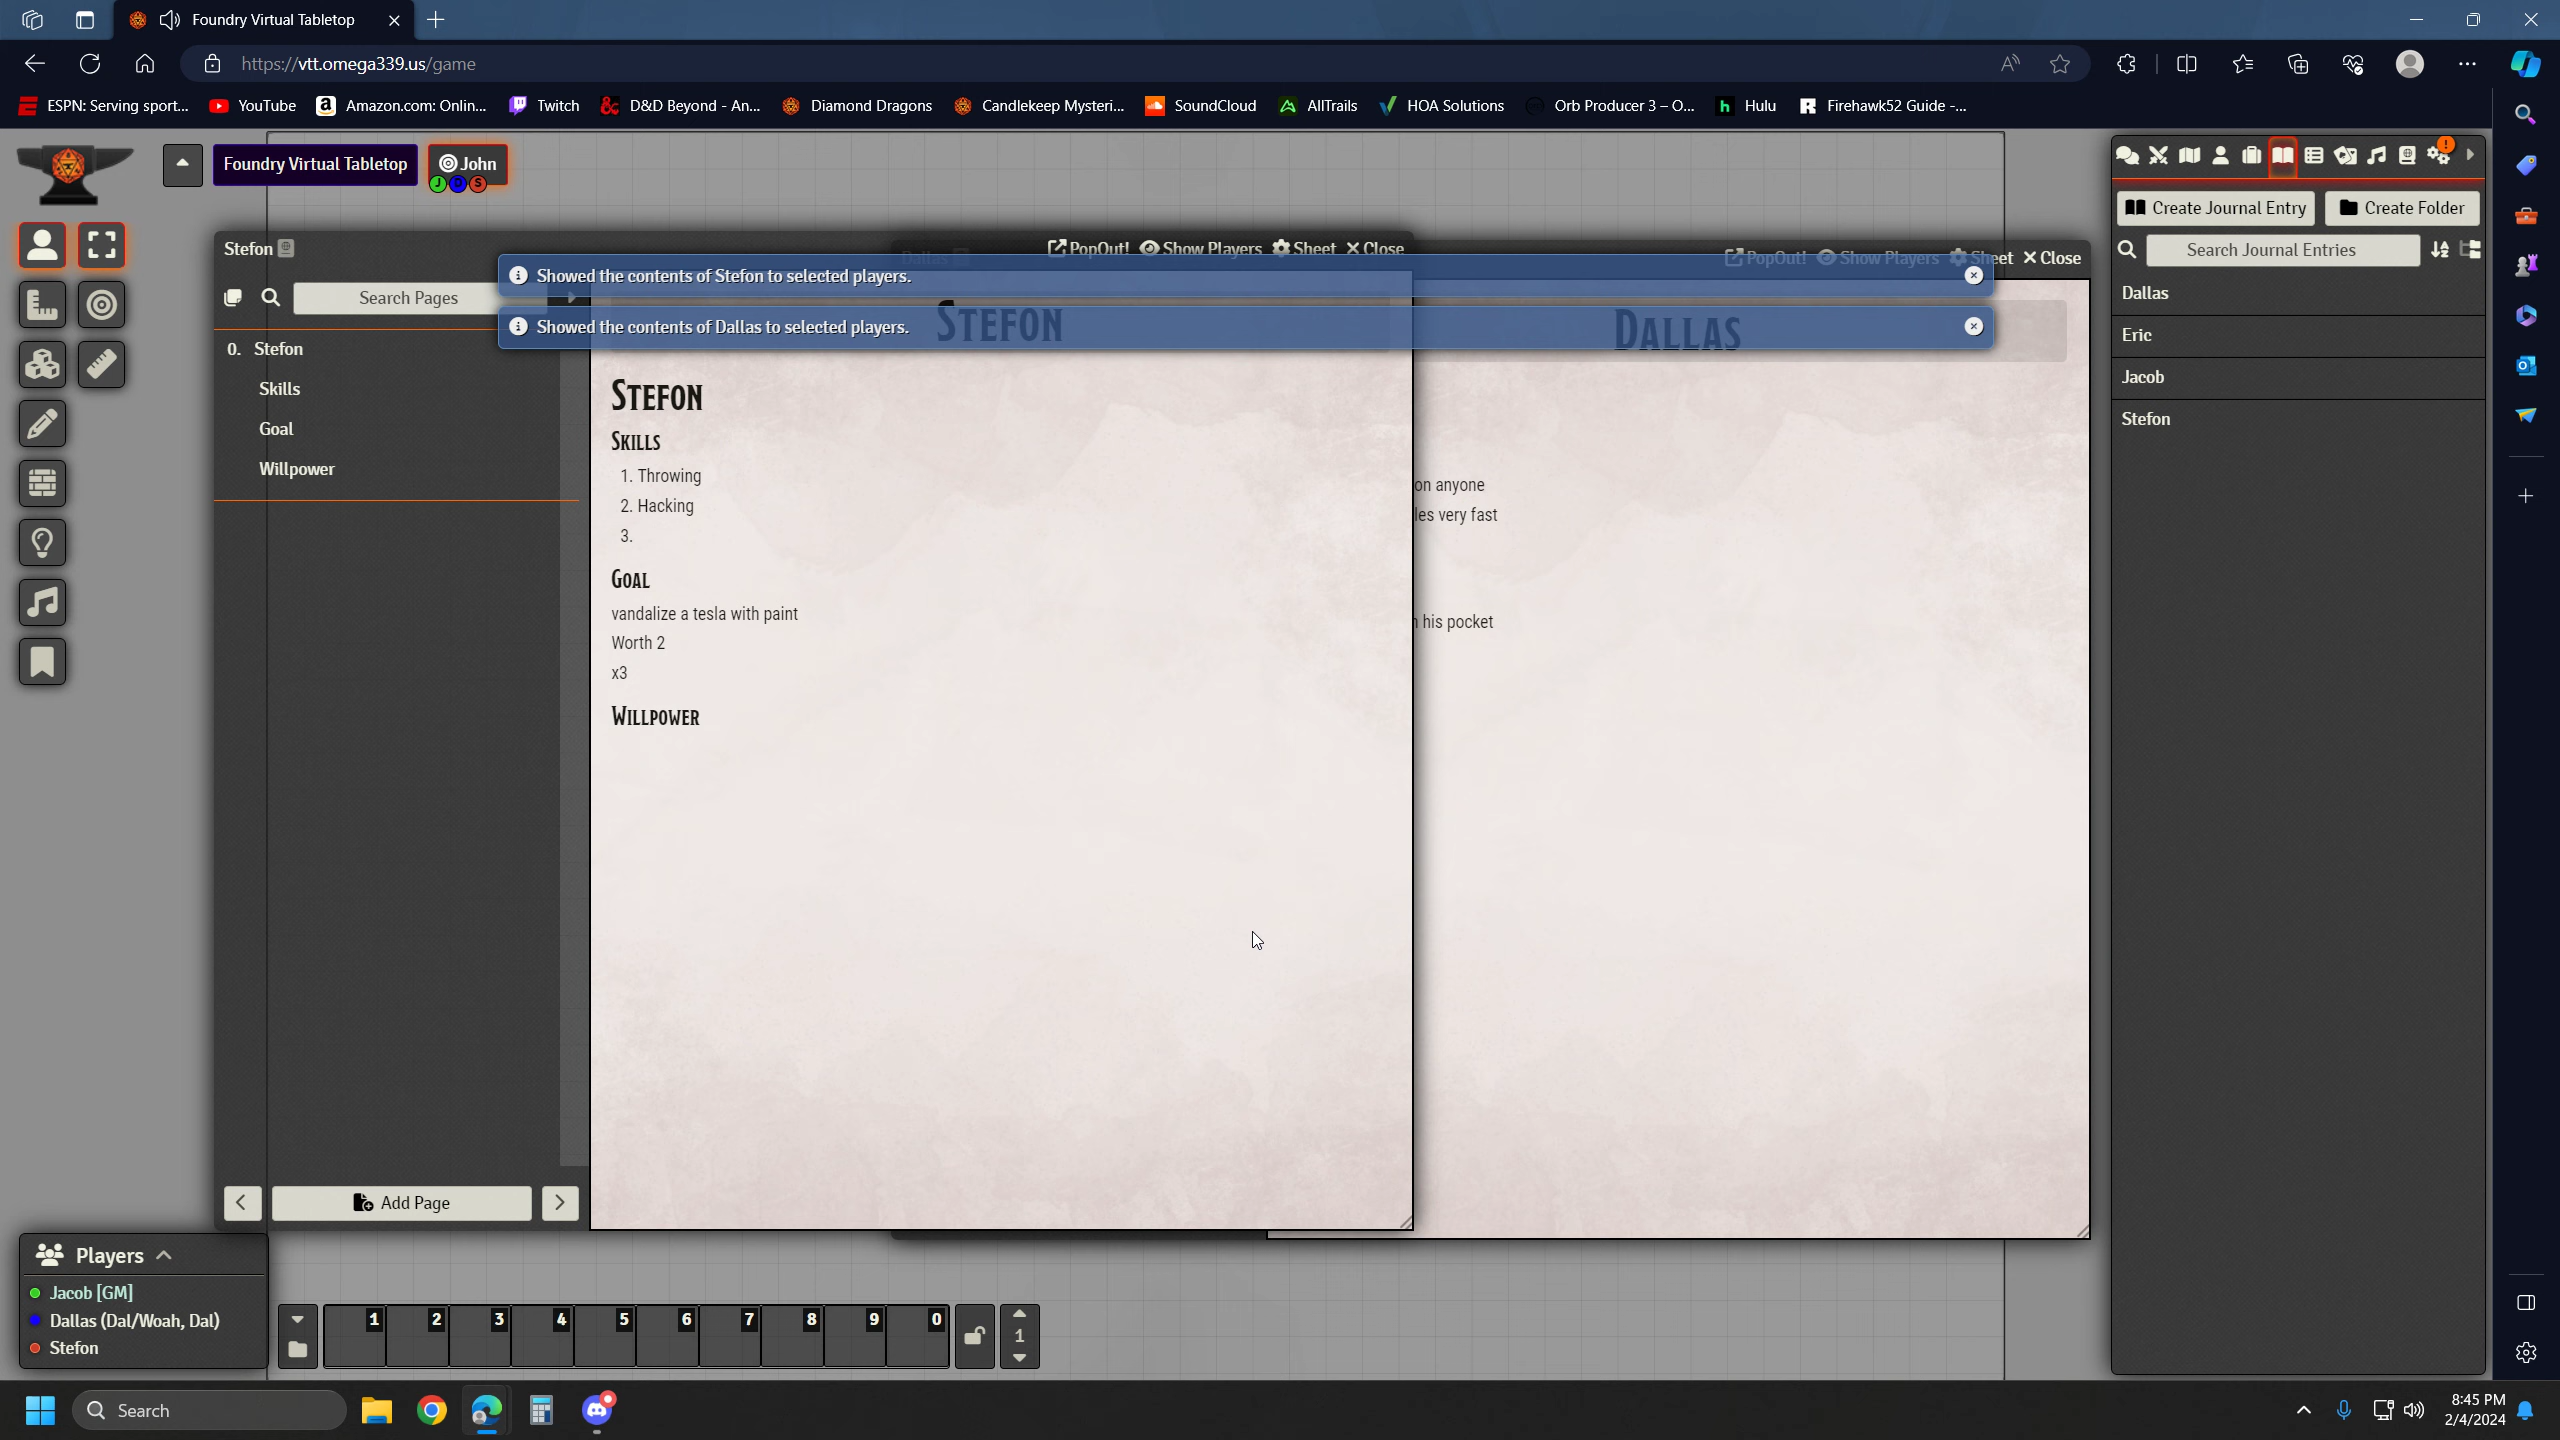 Foundry Virtual Tabletop
https://vtt.omega339.us/game
ESPN: Serving sport...
YouTube
Amazon.com: Onlin...
Twitch
D&D Beyond - An...
Diamond Dragons
Candlekeep Mysteri...
SoundCloud
AllTrails
HOA Solutions
Orb Producer 3 – O...
Hulu
Firehawk52 Guide -...
Foundry Virtual Tabletop
John
J D S
Stefon
PopOut! Show Players Sheet Close
Dallas
PopOut! Show Players Sheet Close
Showed the contents of Stefon to selected players.
Showed the contents of Dallas to selected players.
Search Pages
0. Stefon
Skills
Goal
Willpower
Add Page
Stefon
Stefon
Skills
1. Throwing
2. Hacking
3.
Goal
vandalize a tesla with paint
Worth 2
x3
Willpower
Dallas
on anyone
les very fast
his pocket
Create Journal Entry
Create Folder
Search Journal Entries
Dallas
Eric
Jacob
Stefon
Players
Jacob [GM]
Dallas (Dal/Woah, Dal)
Stefon
1 2 3 4 5 6 7 8 9 0
1
Search
8:45 PM
2/4/2024